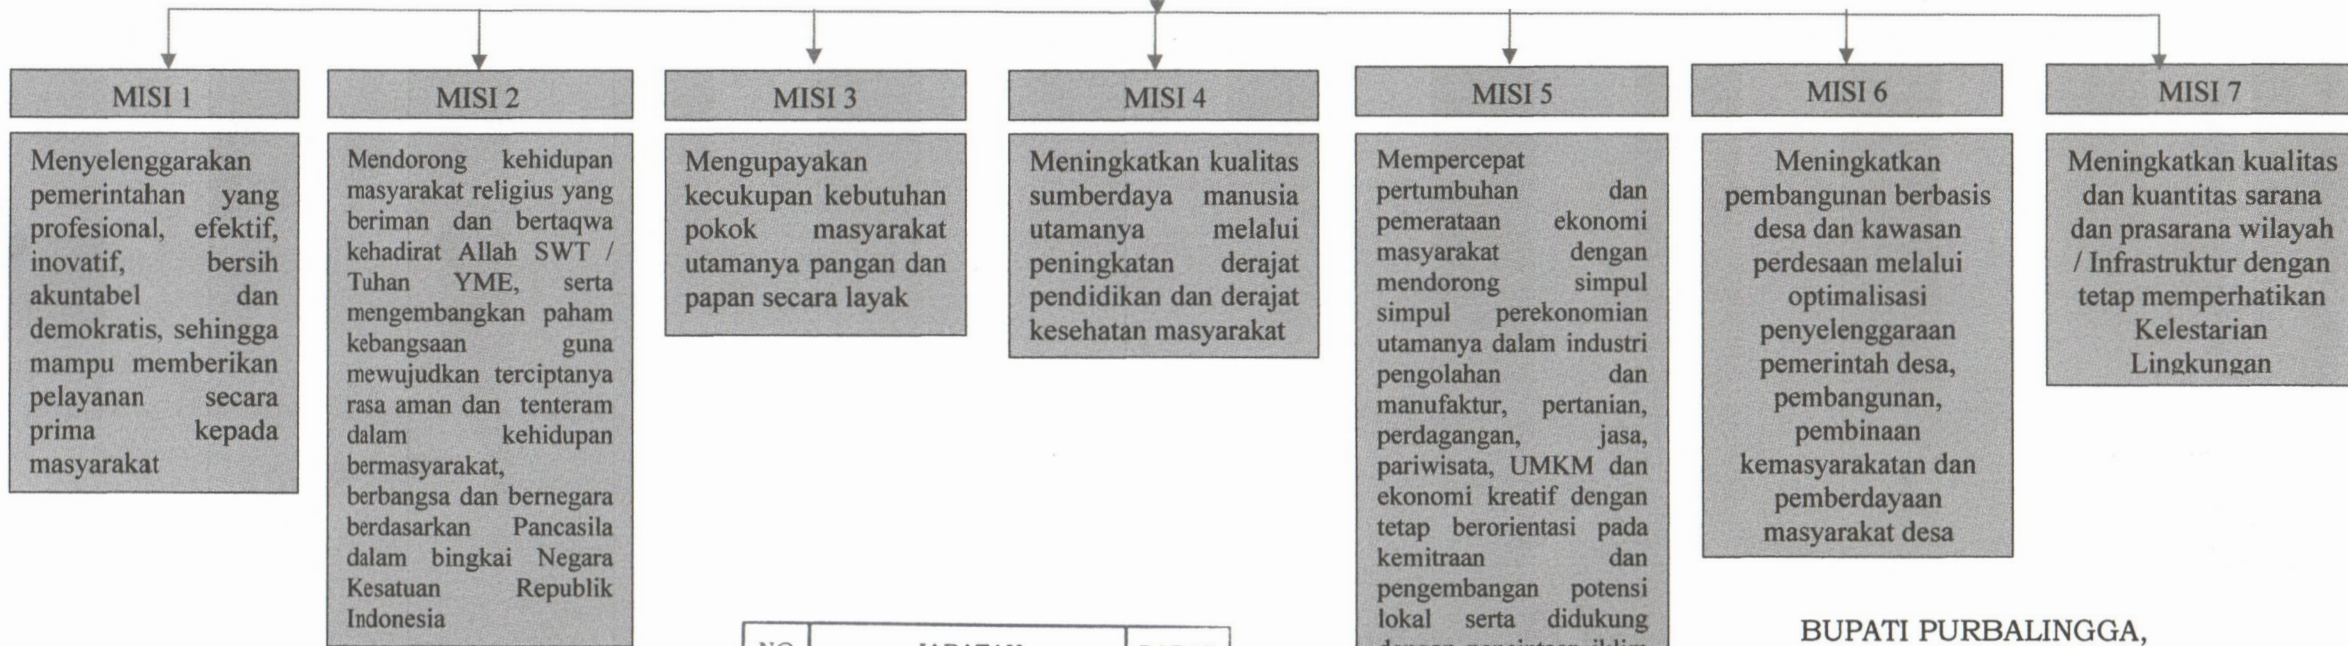 MISI 1
Menyelenggarakan
pemerintahan yang
profesional, efektif,
inovatif, bersih
akuntabel dan
demokratis, sehingga
mampu memberikan
pelayanan secara
prima kepada
masyarakat
MISI 2
Mendorong kehidupan
masyarakat religius yang
beriman dan bertaqwa
kehadirat Allah SWT /
Tuhan YME, serta
mengembangkan paham
kebangsaan guna
mewujudkan terciptanya
rasa aman dan tenteram
dalam kehidupan
bermasyarakat,
berbangsa dan bernegara
berdasarkan Pancasila
dalam bingkai Negara
Kesatuan Republik
Indonesia
MISI 3
Mengupayakan
kecukupan kebutuhan
pokok masyarakat
utamanya pangan dan
papan secara layak
MISI 4
Meningkatkan kualitas
sumberdaya manusia
utamanya melalui
peningkatan derajat
pendidikan dan derajat
kesehatan masyarakat
MISI 5
Mempercepat
pertumbuhan dan
pemerataan ekonomi
masyarakat dengan
mendorong simpul
simpul perekonomian
utamanya dalam industri
pengolahan dan
manufaktur, pertanian,
perdagangan, jasa,
pariwisata, UMKM dan
ekonomi kreatif dengan
tetap berorientasi pada
kemitraan dan
pengembangan potensi
lokal serta didukung
MISI 6
Meningkatkan
pembangunan berbasis
desa dan kawasan
perdesaan melalui
optimalisasi
penyelenggaraan
pemerintah desa,
pembangunan,
pembinaan
kemasyarakatan dan
pemberdayaan
masyarakat desa
MISI 7
Meningkatkan kualitas
dan kuantitas sarana
dan prasarana wilayah
/ Infrastruktur dengan
tetap memperhatikan
Kelestarian
Lingkungan
BUPATI PURBALINGGA,